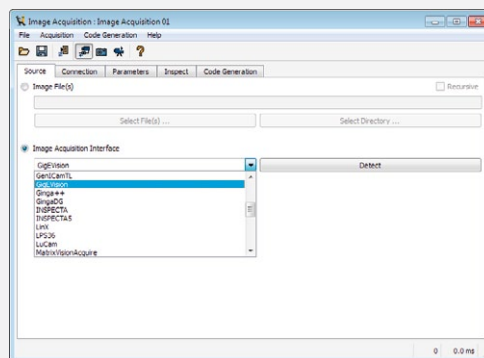 Image Acquisition : Image Acquisition 01
File Acquisition Code Generation Help
Source Connection Parameters Inspect Code Generation
Image File(s) Recursive
Select File(s) ... Select Directory ...
Image Acquisition Interface
GigEVision Detect
GenICamTL
GigEVision
Ginga++
GingaDG
INSPECTA
INSPECTA5
LinX
LPS36
LuCam
MatrixVisionAcquire
0 0.0 ms